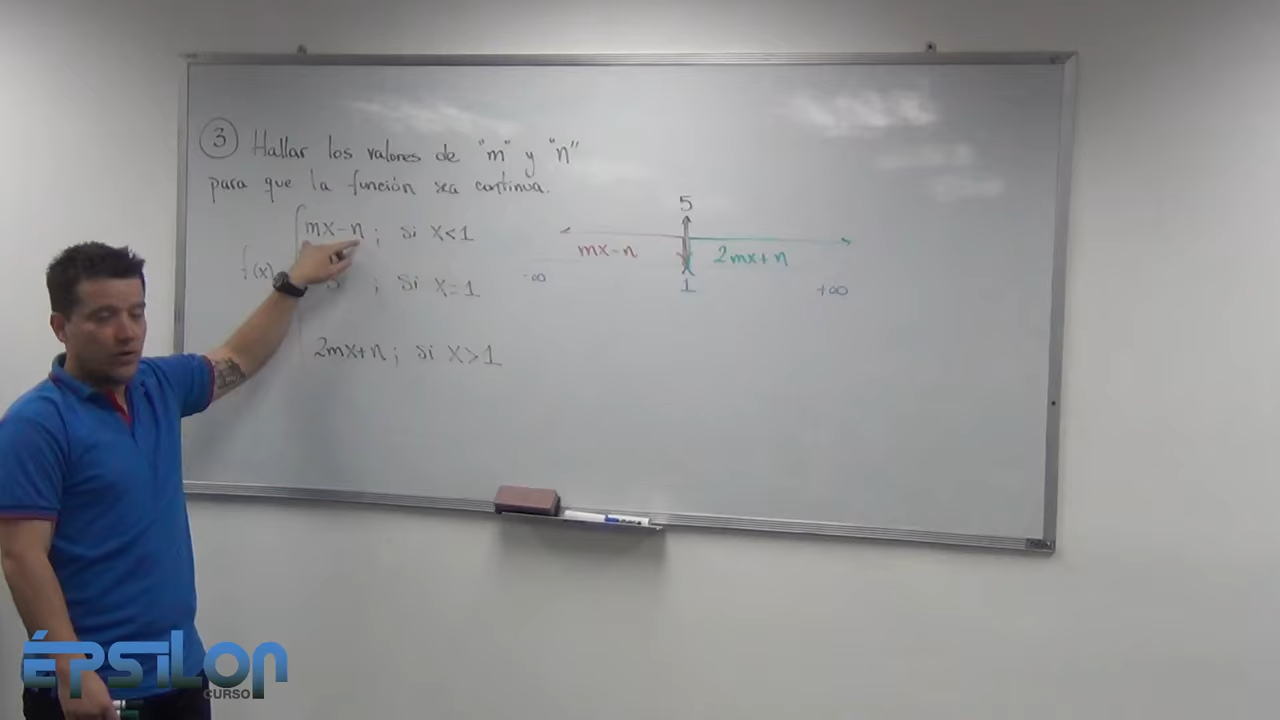 3 Hallar los valores de "m" y "n"
para que la función sea continua.
mx-n ; si x<1
f(x)
5 ; si x=1
2mx+n ; si x>1
5
mx-n 2mx+n
-∞ 1 +∞
ÉPSILON
CURSO